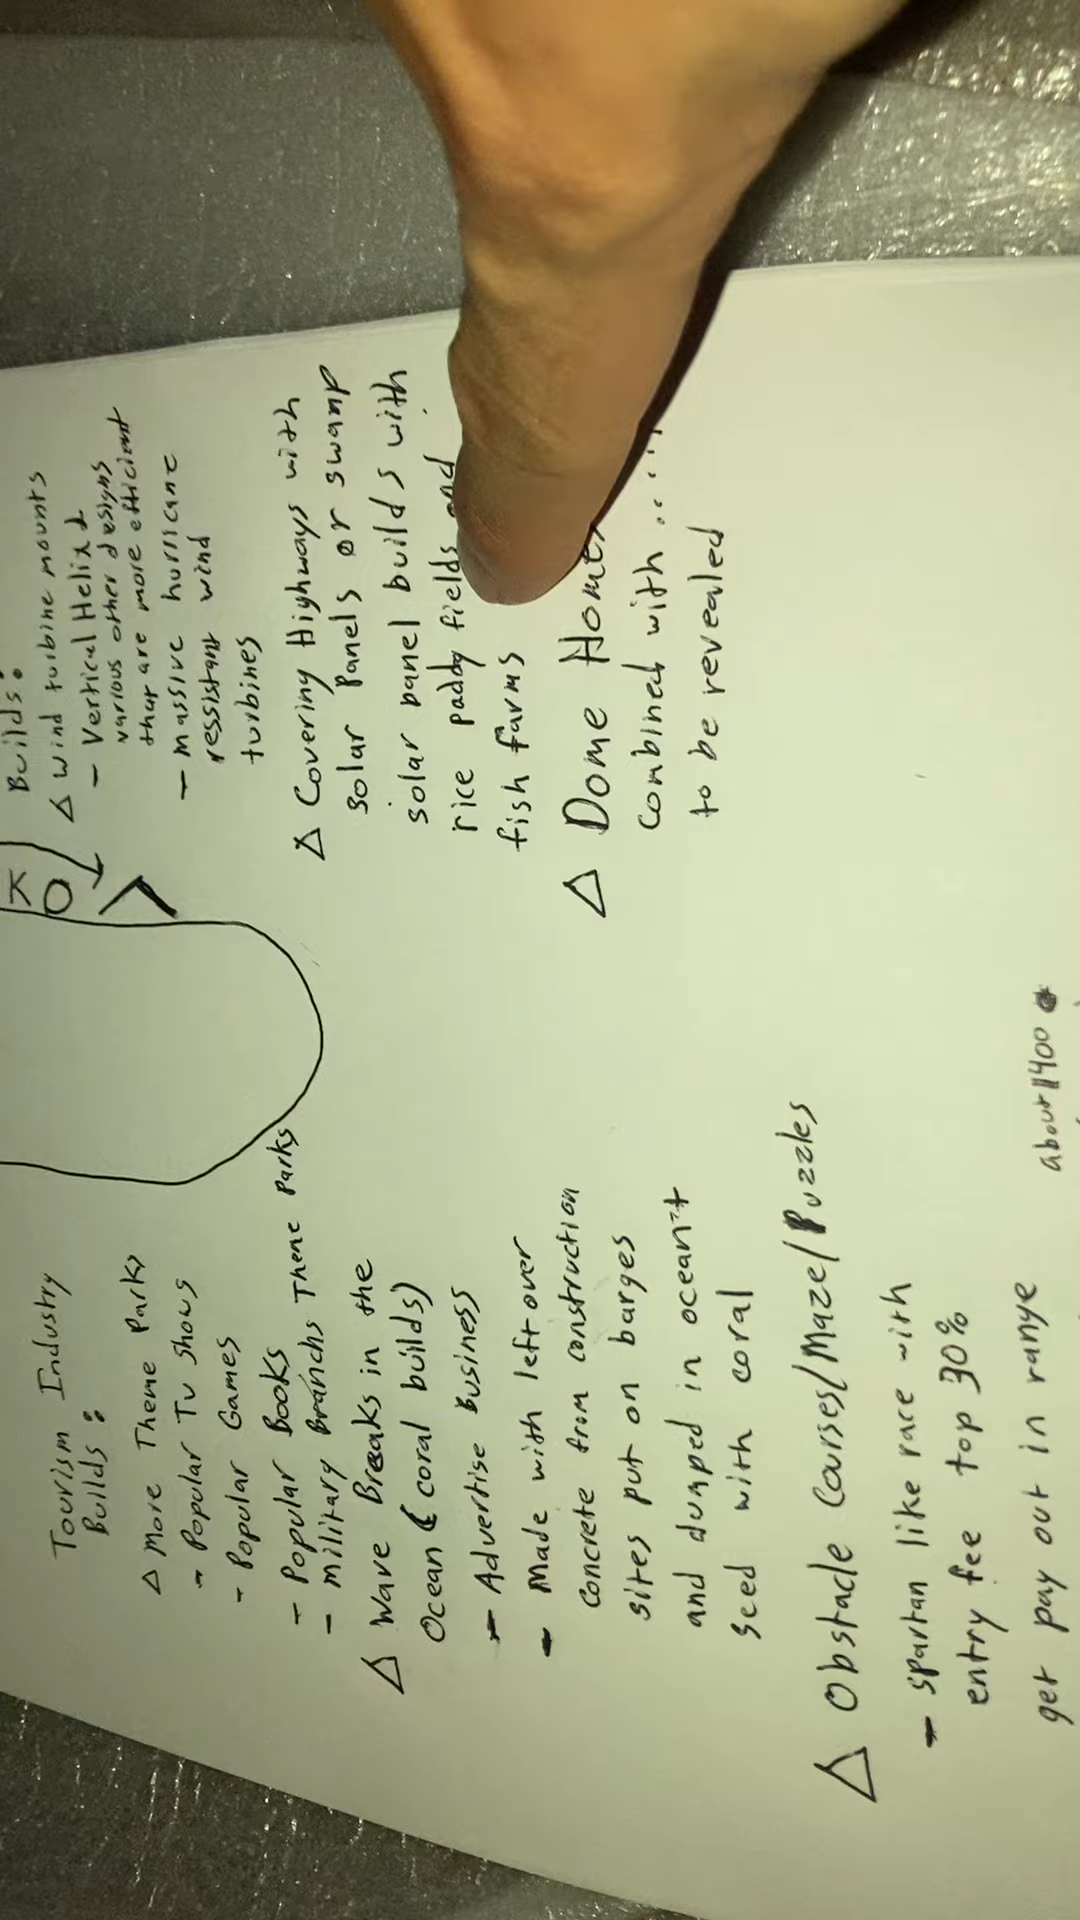 Tourism Industry
Builds:
△ More Theme Parks
- Popular Tv shows
- Popular Games
- Popular Books
- military Branchs Theme Parks
△ Wave Breaks in the
Ocean ( coral builds)
- Advertise Business
- Made with left over
concrete from construction
sites put on barges
and dumped in ocean +
seed with coral
△ Obstacle Courses/Maze/Puzzles
- spartan like race with
entry fee top 30%
get pay out in range
about
Builds:
△ wind turbine mounts
- Vertical Helix &
various other designs
that are more efficient
- massive hurricane
ressistant wind
turbines
△ Covering Highways with
solar Panels or swamp
solar panel builds with
rice paddy fields and
fish farms
△ Dome Home
Combined with ....
to be revealed